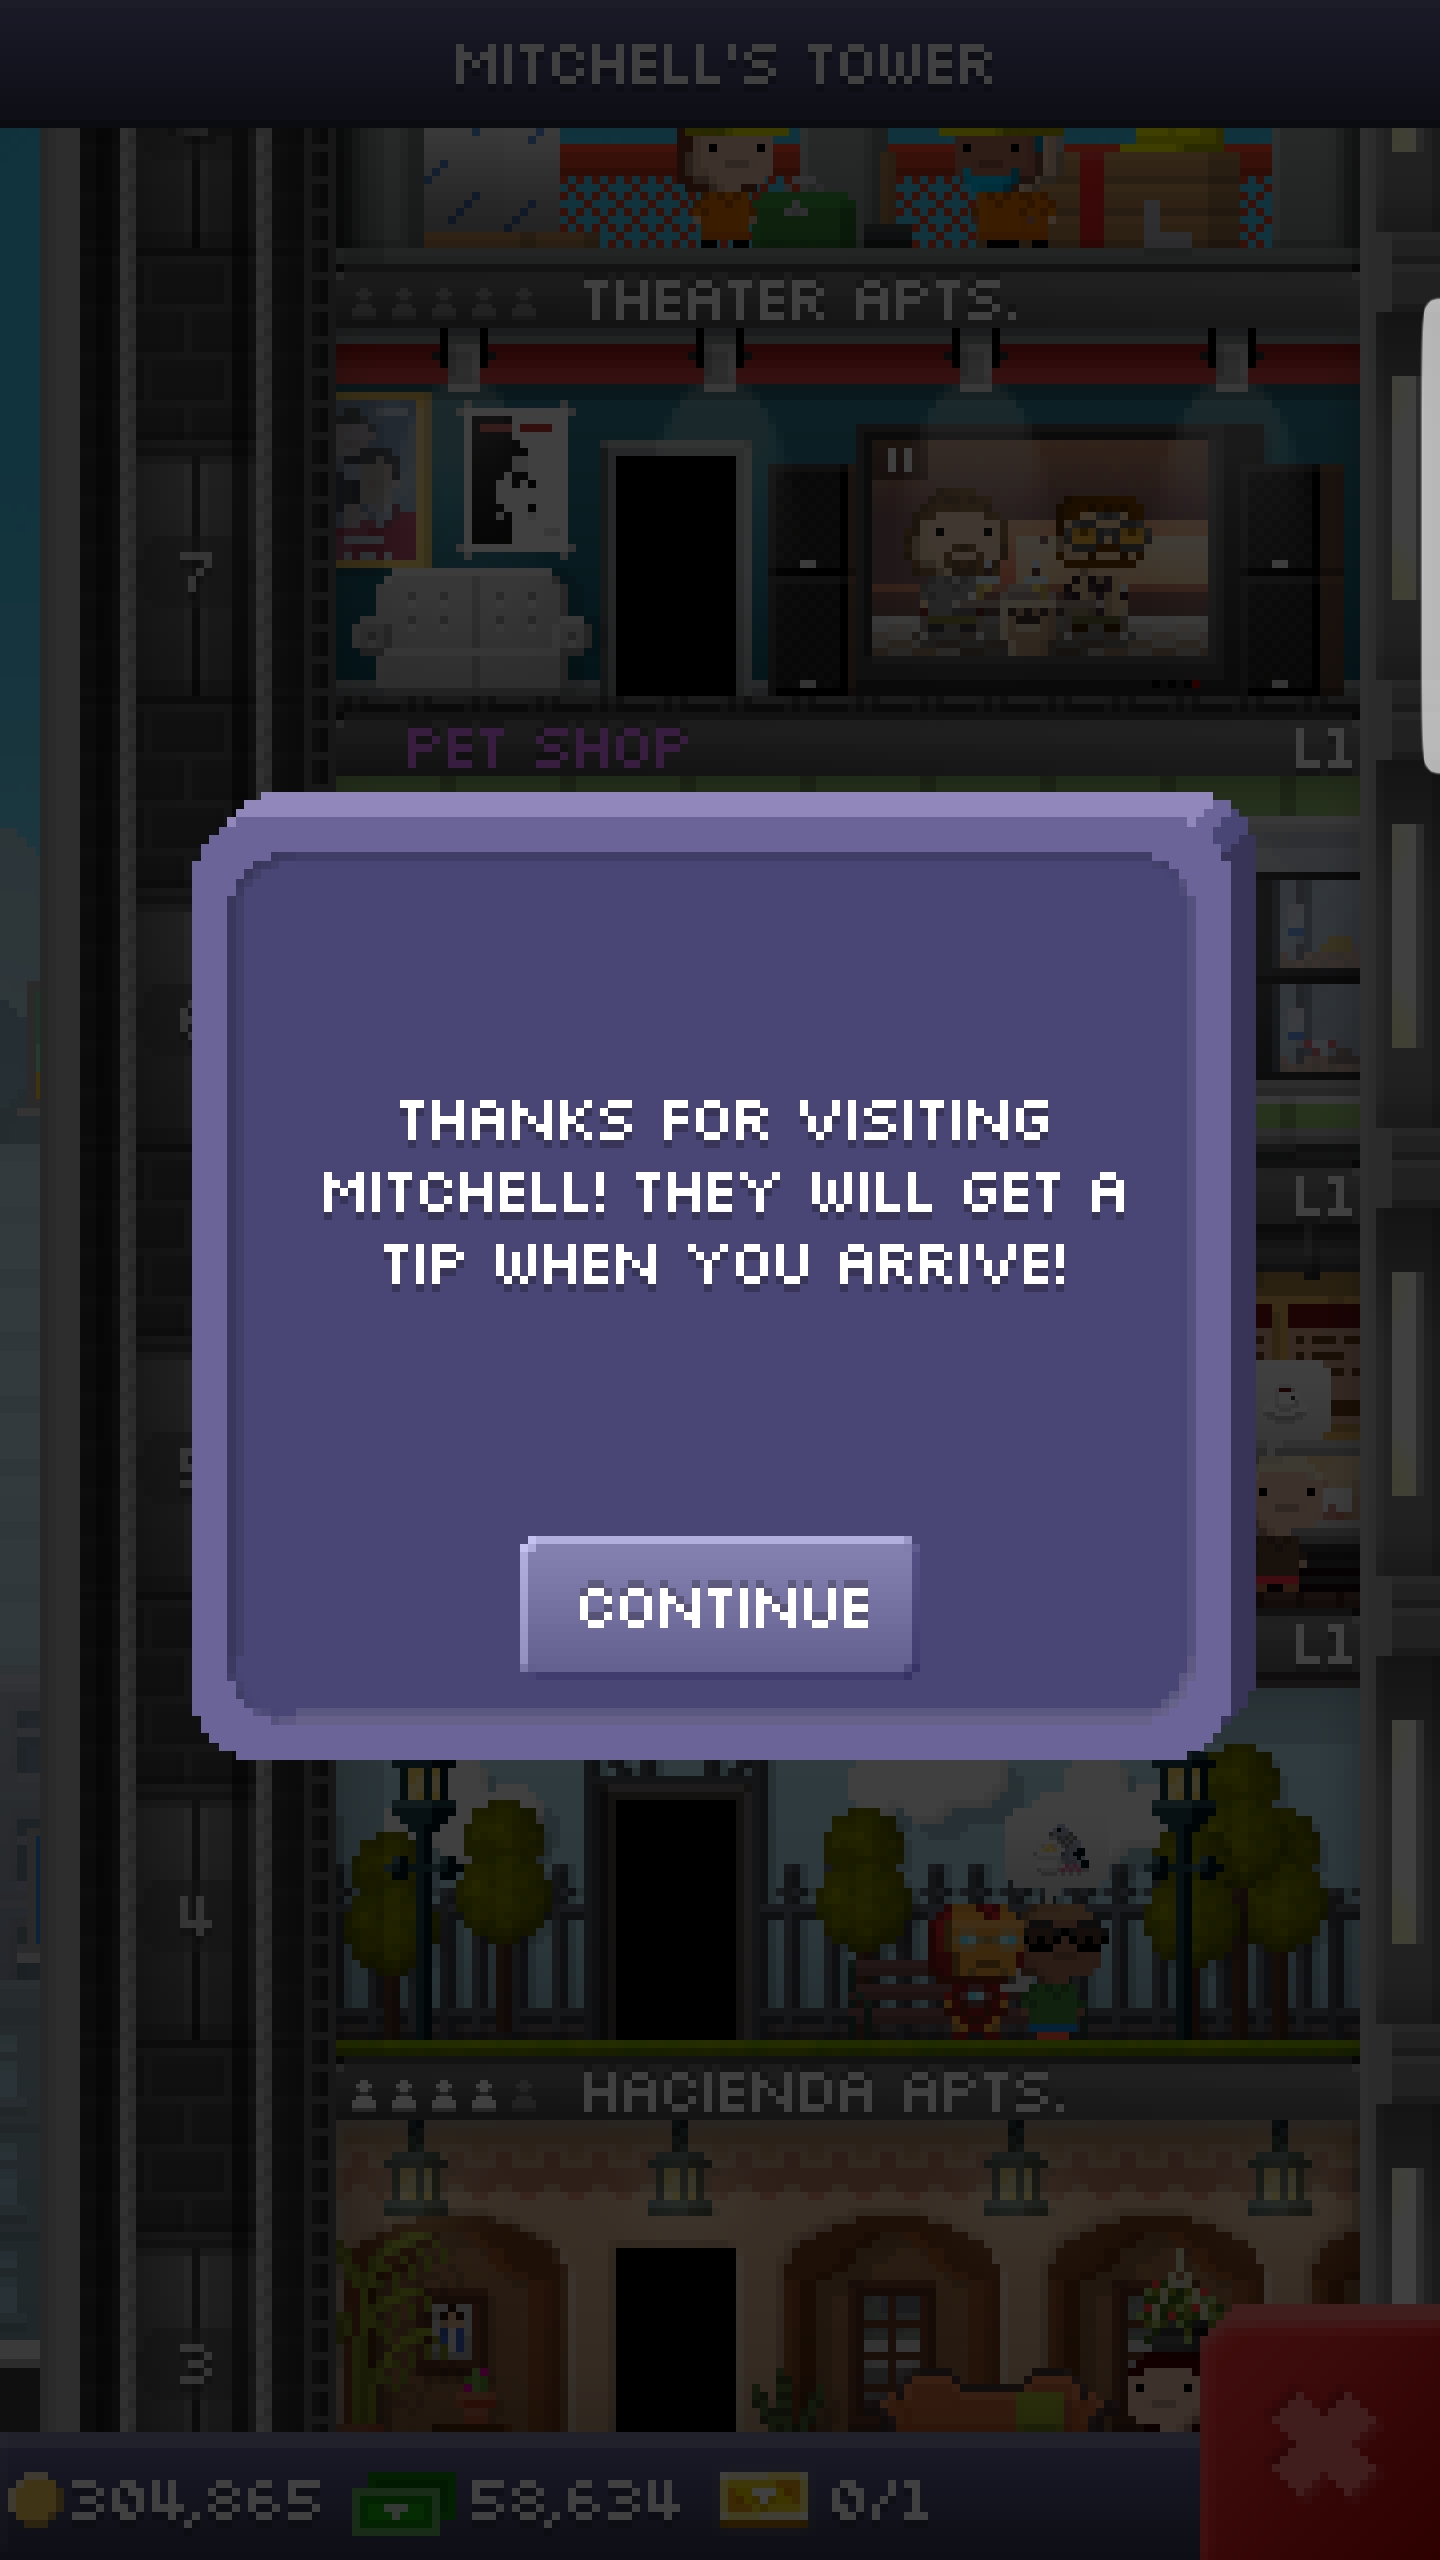 MITCHELL'S TOWER
THEATER APTS.
7
PET SHOP
L1
L1
THANKS FOR VISITING
MITCHELL! THEY WILL GET A
TIP WHEN YOU ARRIVE!
CONTINUE
L1
4
HACIENDA APTS.
3
304,865 58,634 0/1